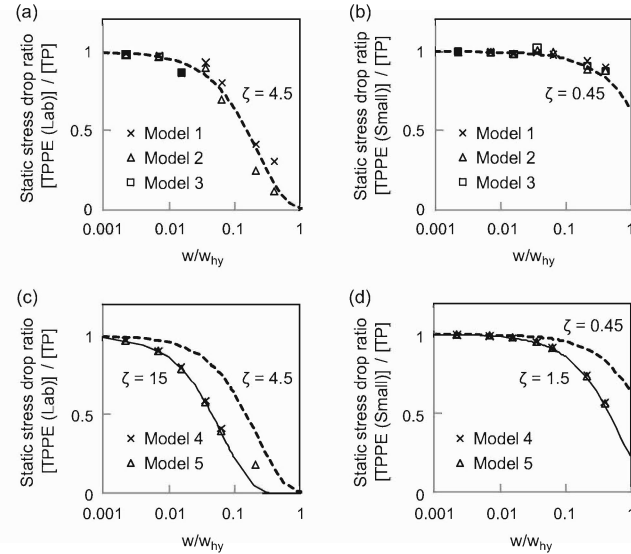 (a)
Static stress drop ratio
[TPPE (Lab)] / [TP]
1
0.5
0
ζ = 4.5
× Model 1
△ Model 2
□ Model 3
0.001 0.01 0.1 1
w/why
(b)
Static stress drop ratio
[TPPE (Small)] / [TP]
1
0.5
0
ζ = 0.45
× Model 1
△ Model 2
□ Model 3
0.001 0.01 0.1 1
w/why
(c)
Static stress drop ratio
[TPPE (Lab)] / [TP]
1
0.5
0
ζ = 15
ζ = 4.5
× Model 4
△ Model 5
0.001 0.01 0.1 1
w/why
(d)
Static stress drop ratio
[TPPE (Small)] / [TP]
1
0.5
0
ζ = 0.45
ζ = 1.5
× Model 4
△ Model 5
0.001 0.01 0.1 1
w/why